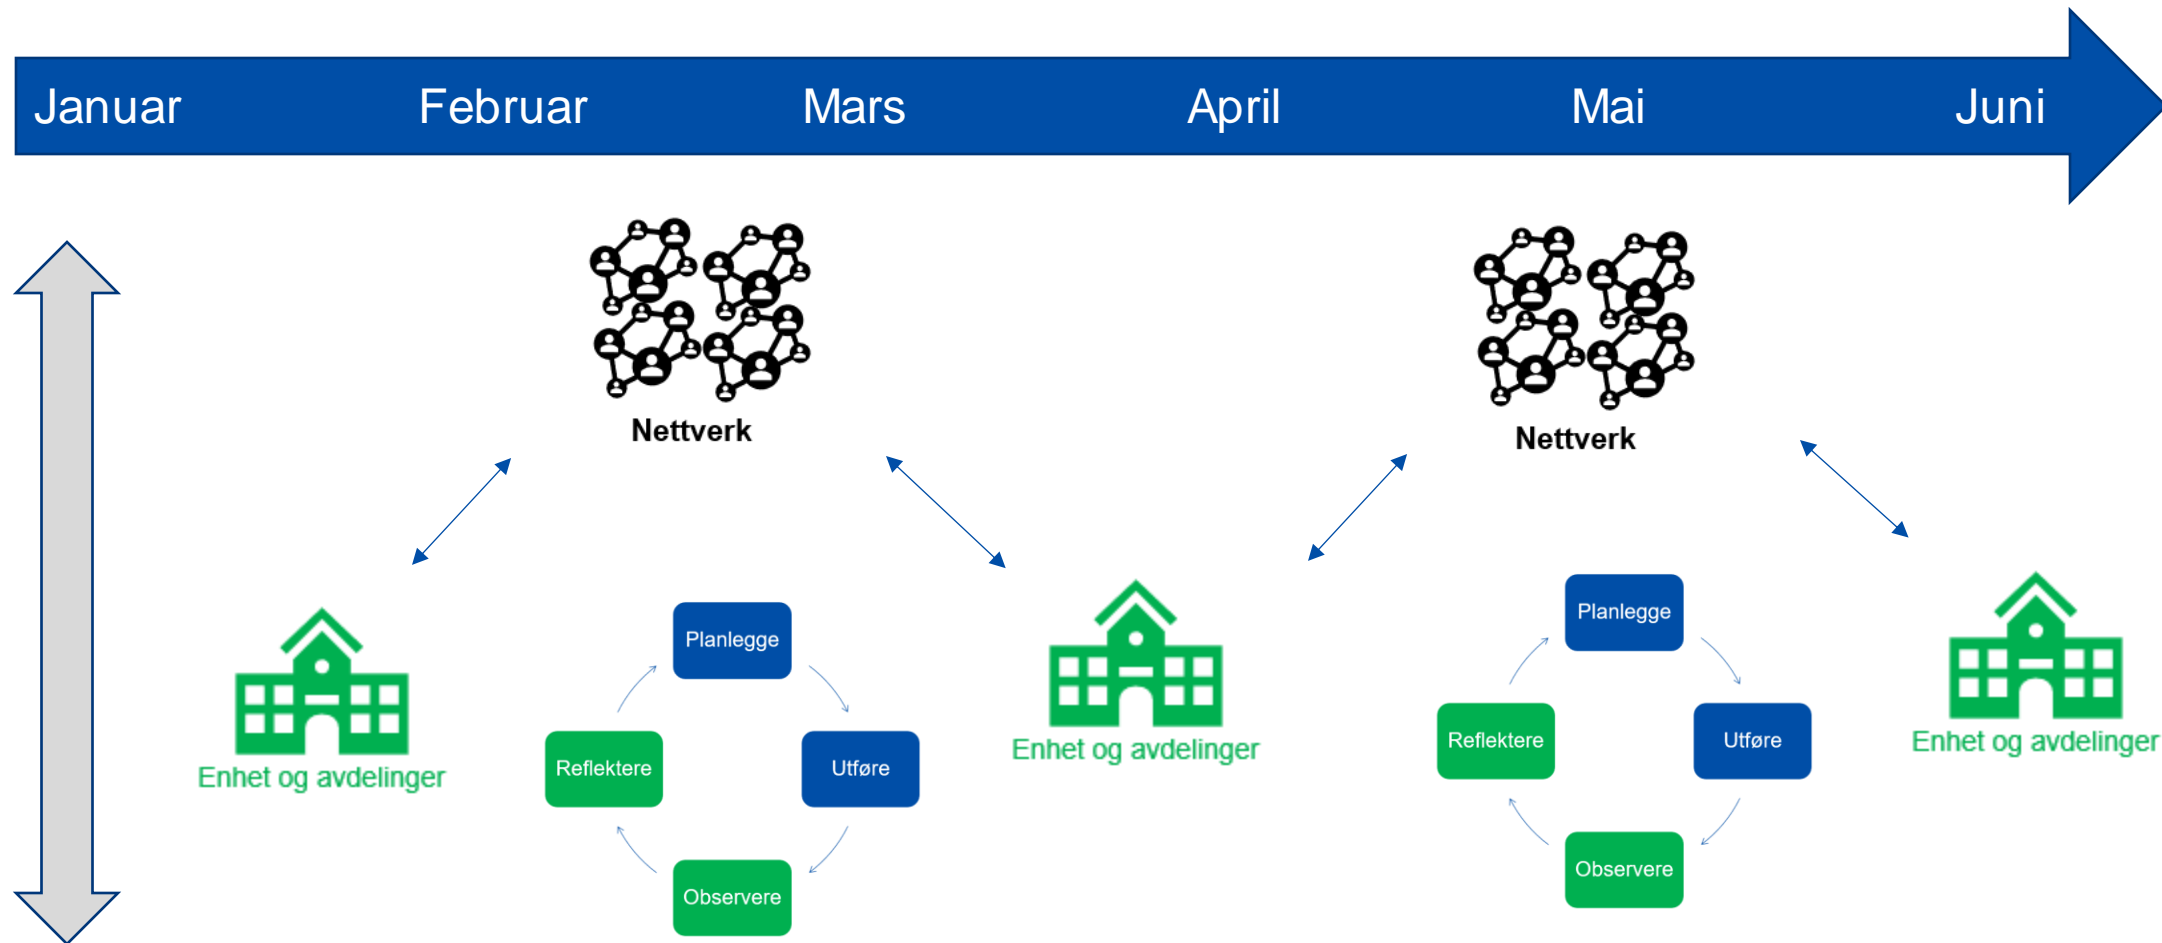 Januar Februar Mars April Mai Juni
Nettverk
Nettverk
Enhet og avdelinger
Planlegge
Utføre
Observere
Reflektere
Enhet og avdelinger
Planlegge
Utføre
Observere
Reflektere
Enhet og avdelinger